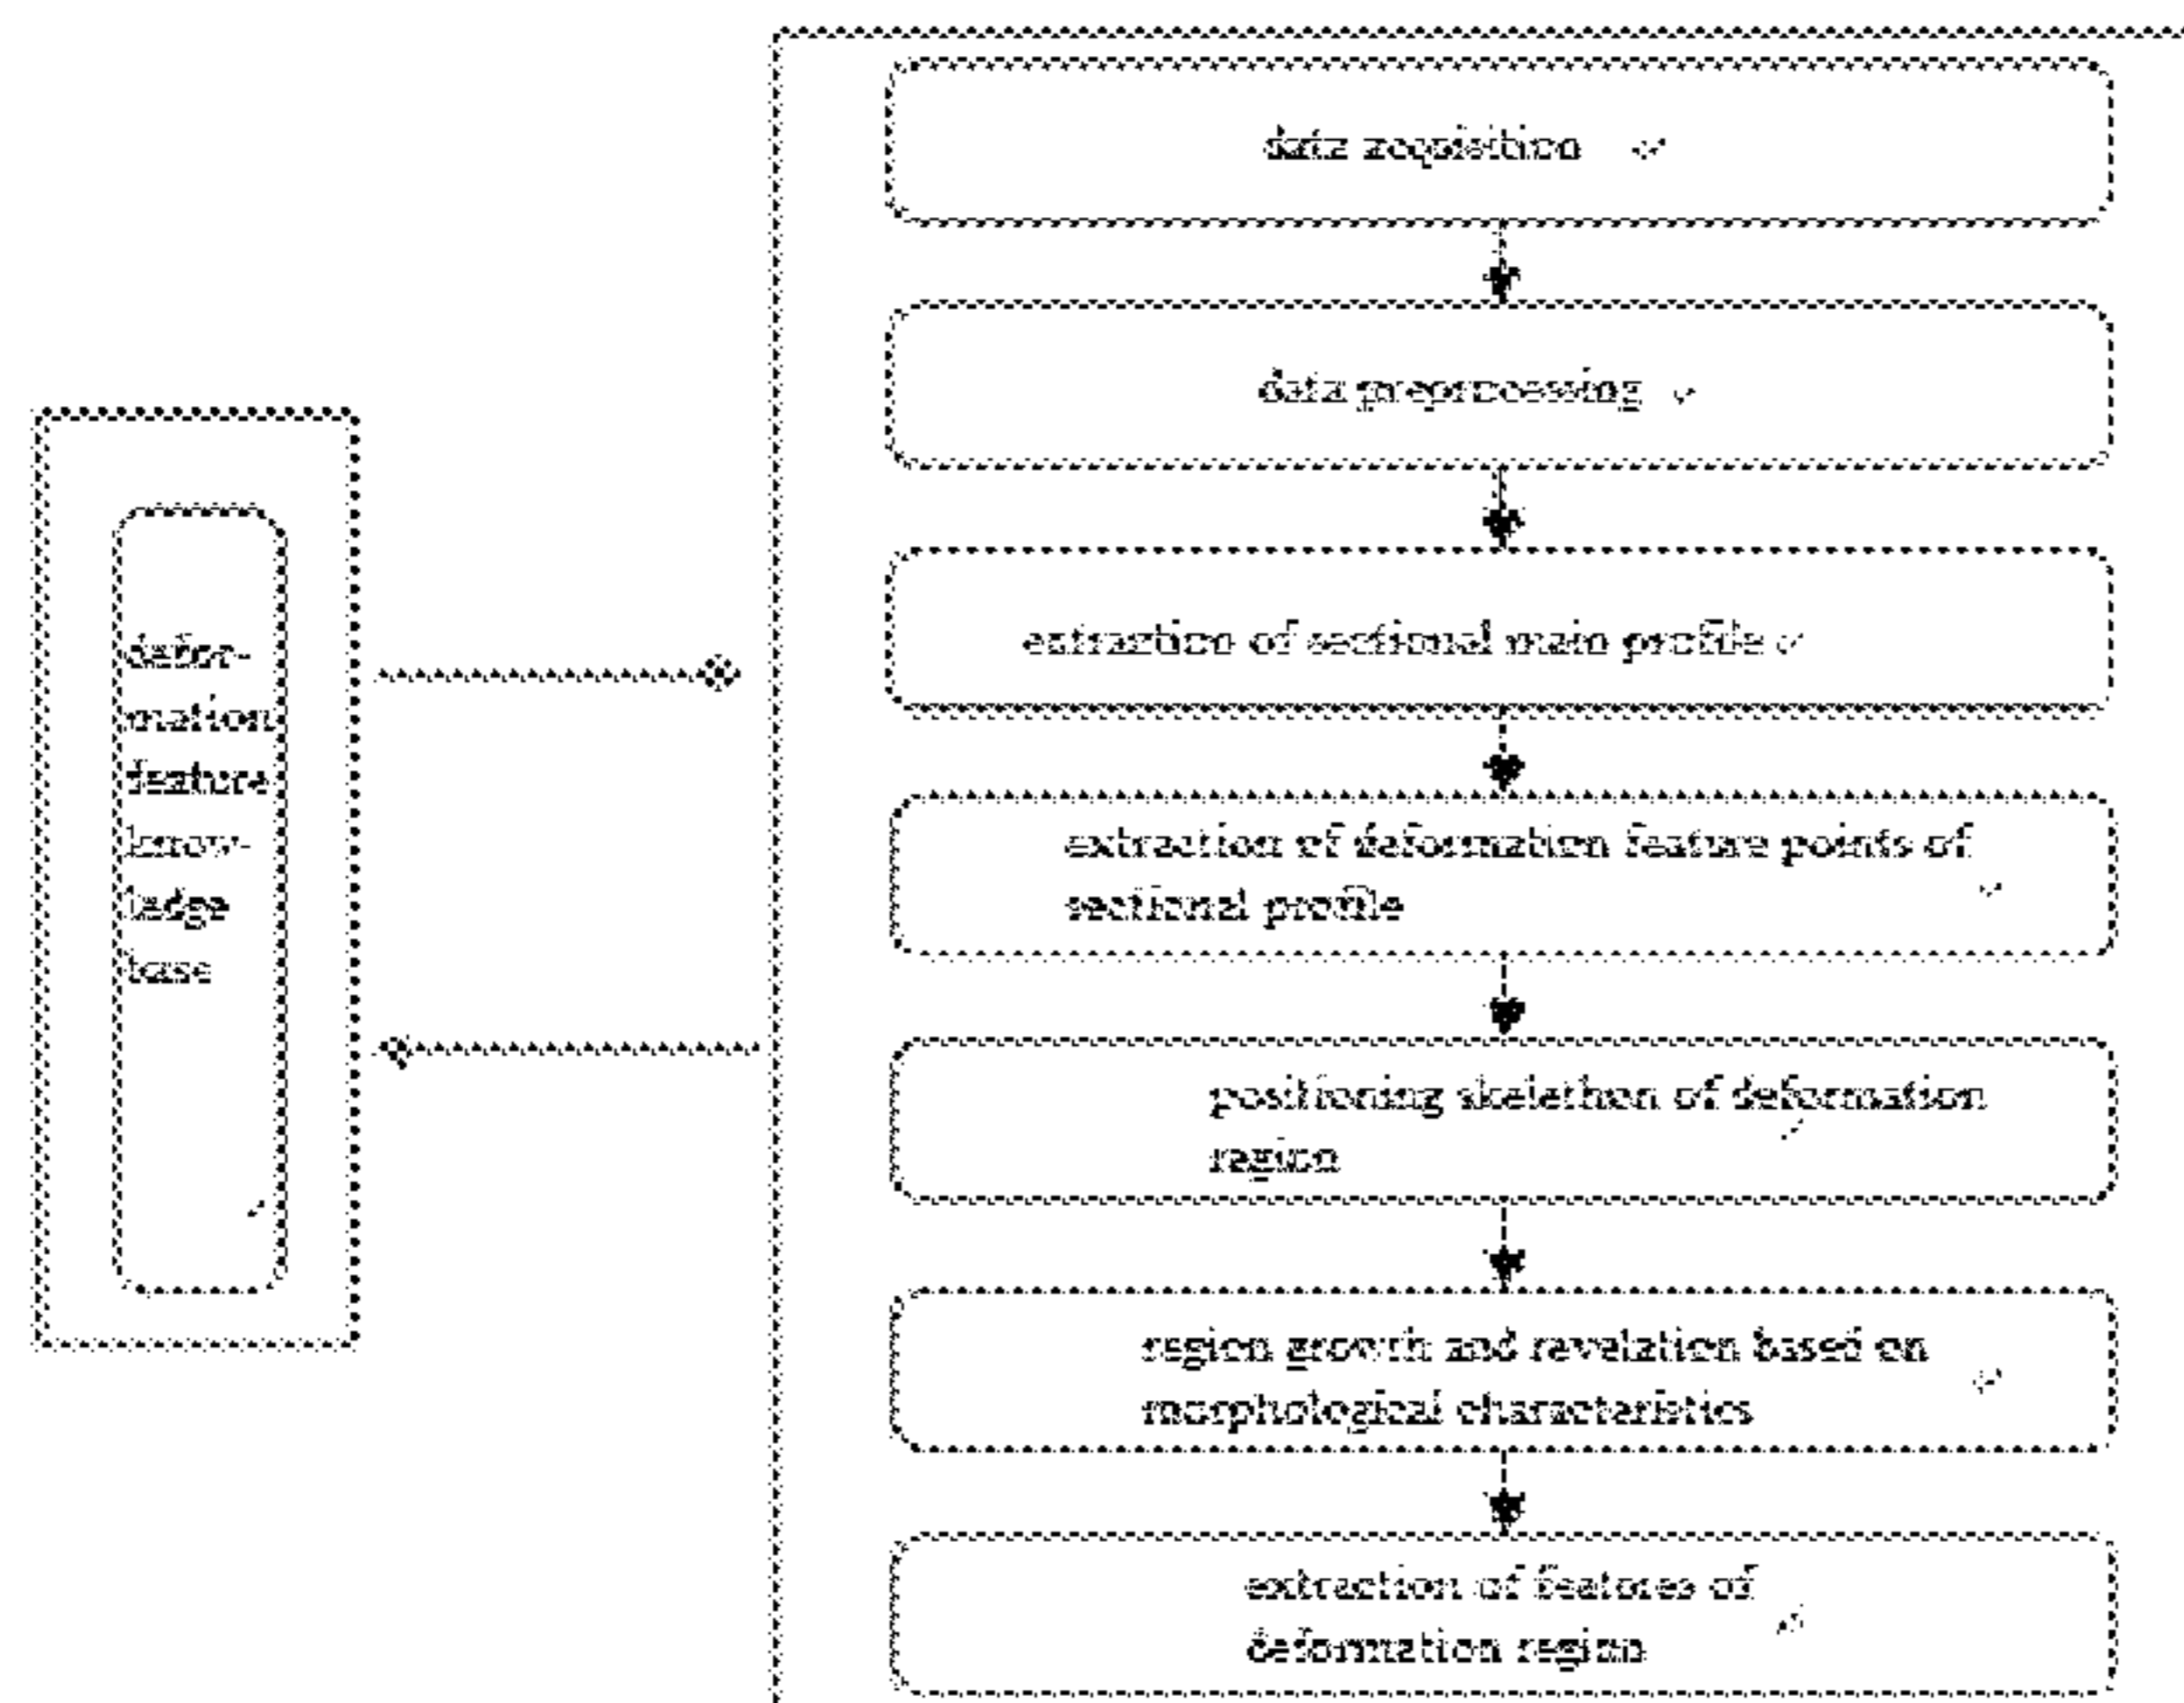 data acquisition
data preprocessing
extraction of sectional main profile
extraction of deformation feature points of
sectional profile
positioning skelethon of deformation
region
region growth and revelation based on
morphological characteristics
extraction of features of
deformation region
defor-
mation
feature
know-
ledge
base